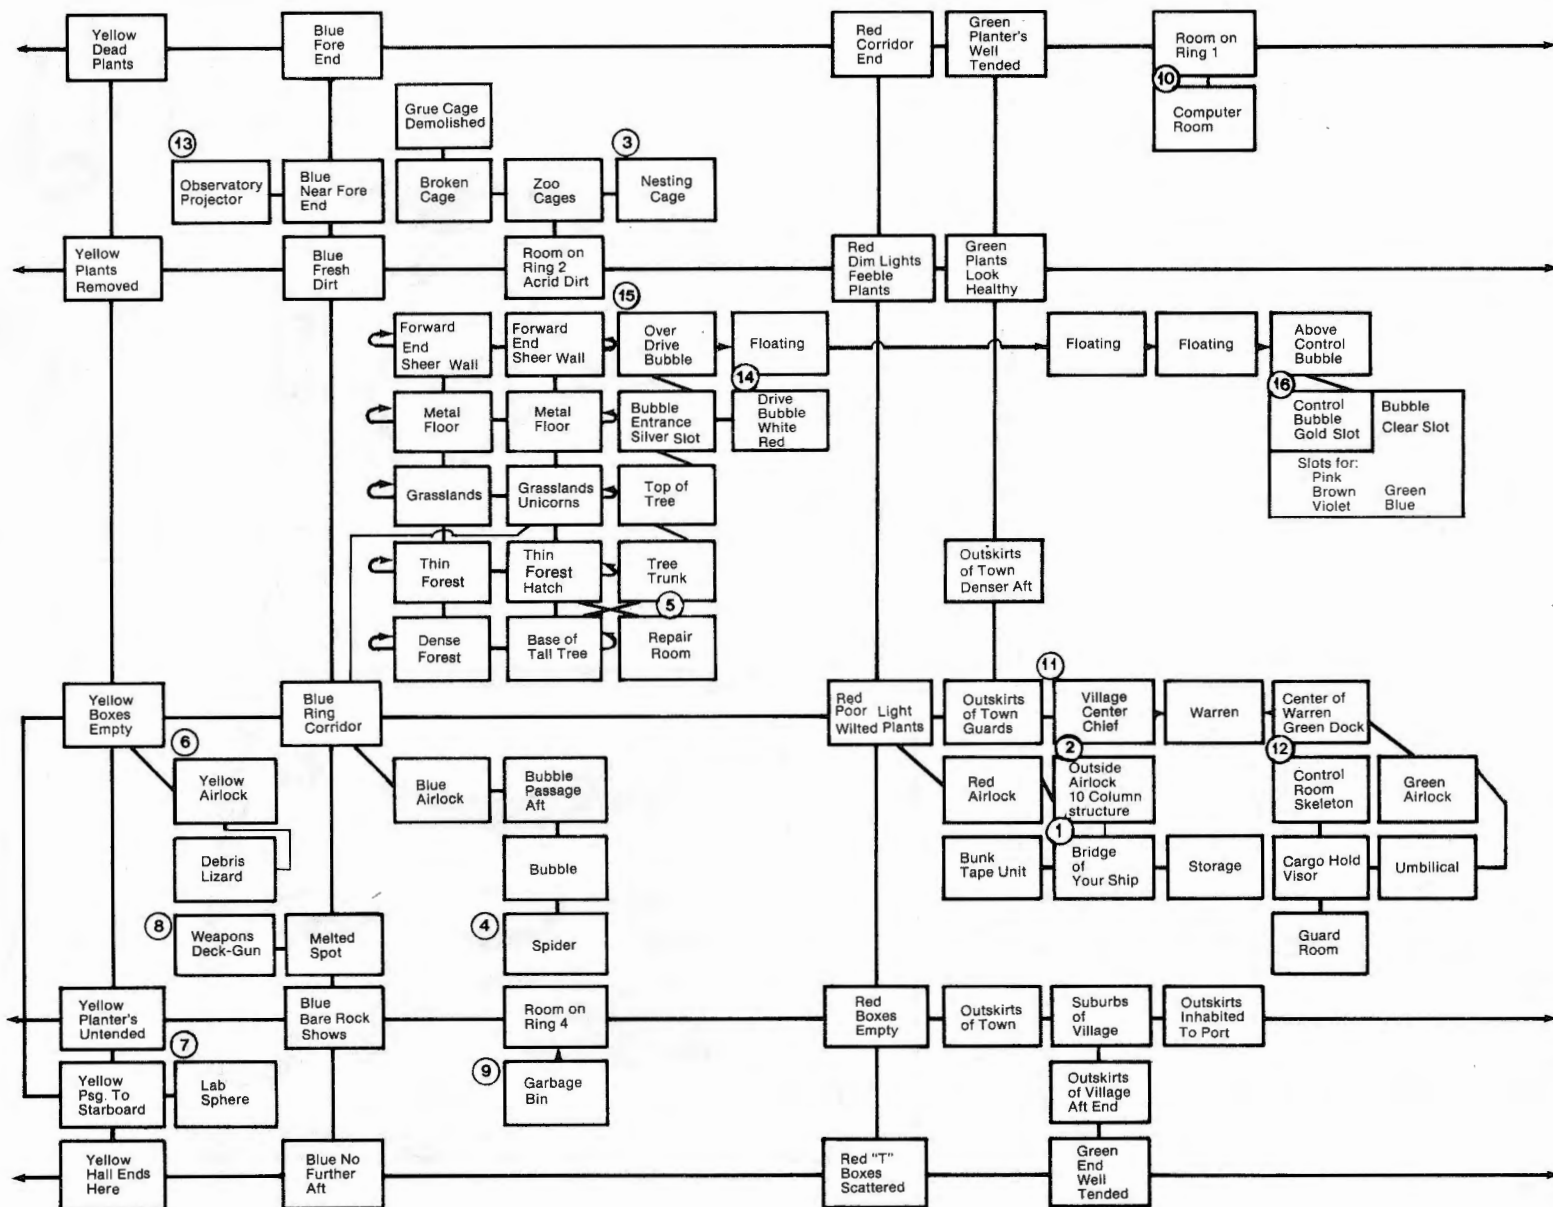 Yellow
Dead
Plants
Blue
Fore
End
Red
Corridor
End
Green
Planter's
Well
Tended
Room on
Ring 1
10
Computer
Room
Grue Cage
Demolished
13
Observatory
Projector
Blue
Near Fore
End
Broken
Cage
Zoo
Cages
3
Nesting
Cage
Yellow
Plants
Removed
Blue
Fresh
Dirt
Room on
Ring 2
Acrid Dirt
Red
Dim Lights
Feeble
Plants
Green
Plants
Look
Healthy
Forward
End
Sheer Wall
Forward
End
Sheer Wall
15
Over
Drive
Bubble
Floating
Floating
Floating
Above
Control
Bubble
Metal
Floor
Metal
Floor
Bubble
Entrance
Silver Slot
14
Drive
Bubble
White
Red
16
Control
Bubble
Gold Slot
Bubble
Clear Slot
Slots for:
Pink
Brown Green
Violet Blue
Grasslands
Grasslands
Unicorns
Top of
Tree
Thin
Forest
Thin
Forest
Hatch
Tree
Trunk
Outskirts
of Town
Denser Aft
Dense
Forest
Base of
Tall Tree
5
Repair
Room
Yellow
Boxes
Empty
Blue
Ring
Corridor
Red
Poor Light
Wilted Plants
Outskirts
of Town
Guards
11
Village
Center
Chief
Warren
Center of
Warren
Green Dock
6
Yellow
Airlock
Blue
Airlock
Bubble
Passage
Aft
Red
Airlock
2
Outside
Airlock
10 Column
structure
12
Control
Room
Skeleton
Green
Airlock
Debris
Lizard
Bubble
Bunk
Tape Unit
1
Bridge
of
Your Ship
Storage
Cargo Hold
Visor
Umbilical
8
Weapons
Deck-Gun
Melted
Spot
4
Spider
Guard
Room
Yellow
Planter's
Untended
Blue
Bare Rock
Shows
Room on
Ring 4
Red
Boxes
Empty
Outskirts
of Town
Suburbs
of
Village
Outskirts
Inhabited
To Port
Yellow
Psg. To
Starboard
7
Lab
Sphere
9
Garbage
Bin
Outskirts
of Village
Aft End
Yellow
Hall Ends
Here
Blue No
Further
Aft
Red "T"
Boxes
Scattered
Green
End
Well
Tended